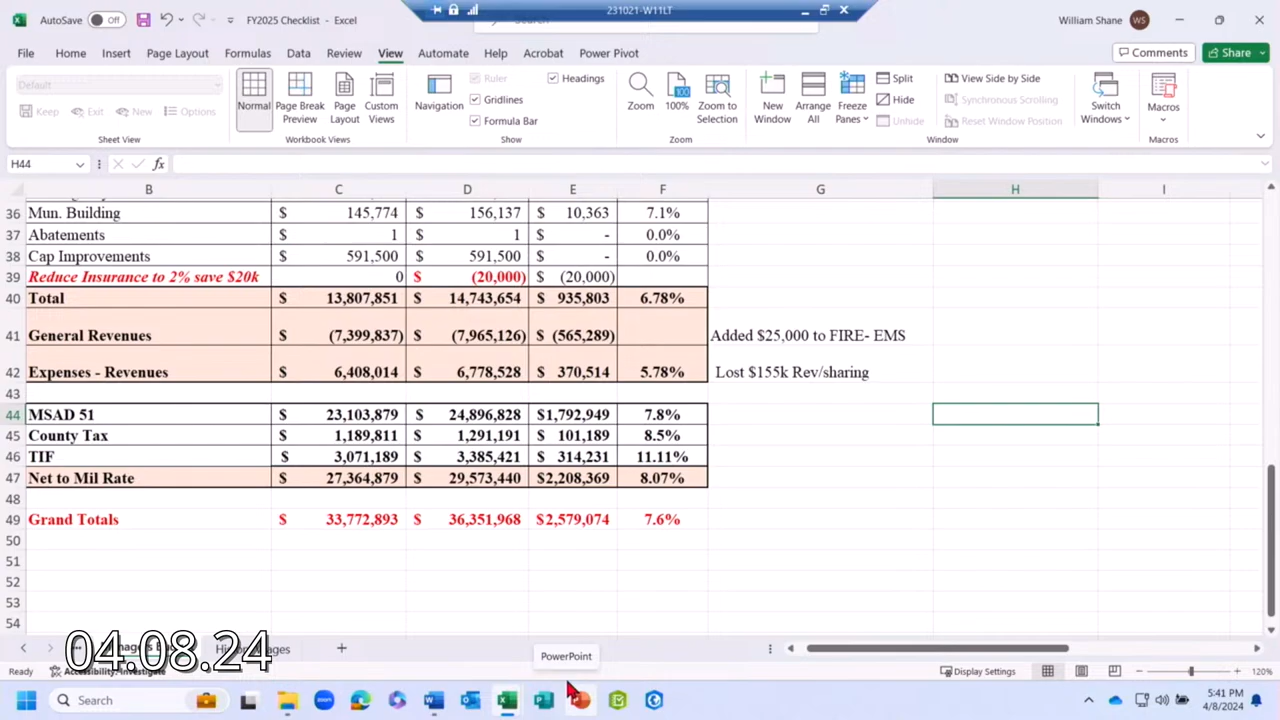 231021-W11LT
AutoSave Off FY2025 Checklist - Excel William Shane WS
File Home Insert Page Layout Formulas Data Review View Automate Help Acrobat Power Pivot Comments Share
Default
Keep Exit New Options
Sheet View
Normal Page Break Preview Page Layout Custom Views
Workbook Views
Navigation Ruler Gridlines Formula Bar Headings
Show
Zoom 100% Zoom to Selection
100
Zoom
New Window Arrange All Freeze Panes Split Hide Unhide View Side by Side Synchronous Scrolling Reset Window Position Switch Windows
Window
Macros
Macros
H44 fx
B C D E F G H I
36 Mun. Building $ 145,774 $ 156,137 $ 10,363 7.1%
37 Abatements $ 1 $ 1 $ - 0.0%
38 Cap Improvements $ 591,500 $ 591,500 $ - 0.0%
39 Reduce Insurance to 2% save $20k 0 $ (20,000) $ (20,000)
40 Total $ 13,807,851 $ 14,743,654 $ 935,803 6.78%
41 General Revenues $ (7,399,837) $ (7,965,126) $ (565,289) Added $25,000 to FIRE- EMS
42 Expenses - Revenues $ 6,408,014 $ 6,778,528 $ 370,514 5.78% Lost $155k Rev/sharing
43
44 MSAD 51 $ 23,103,879 $ 24,896,828 $1,792,949 7.8%
45 County Tax $ 1,189,811 $ 1,291,191 $ 101,189 8.5%
46 TIF $ 3,071,189 $ 3,385,421 $ 314,231 11.11%
47 Net to Mil Rate $ 27,364,879 $ 29,573,440 $2,208,369 8.07%
48
49 Grand Totals $ 33,772,893 $ 36,351,968 $2,579,074 7.6%
50
51
52
53
54
04.08.24
PowerPoint
Ready Accessibility: Investigate Display Settings 120%
Search 5:41 PM
4/8/2024